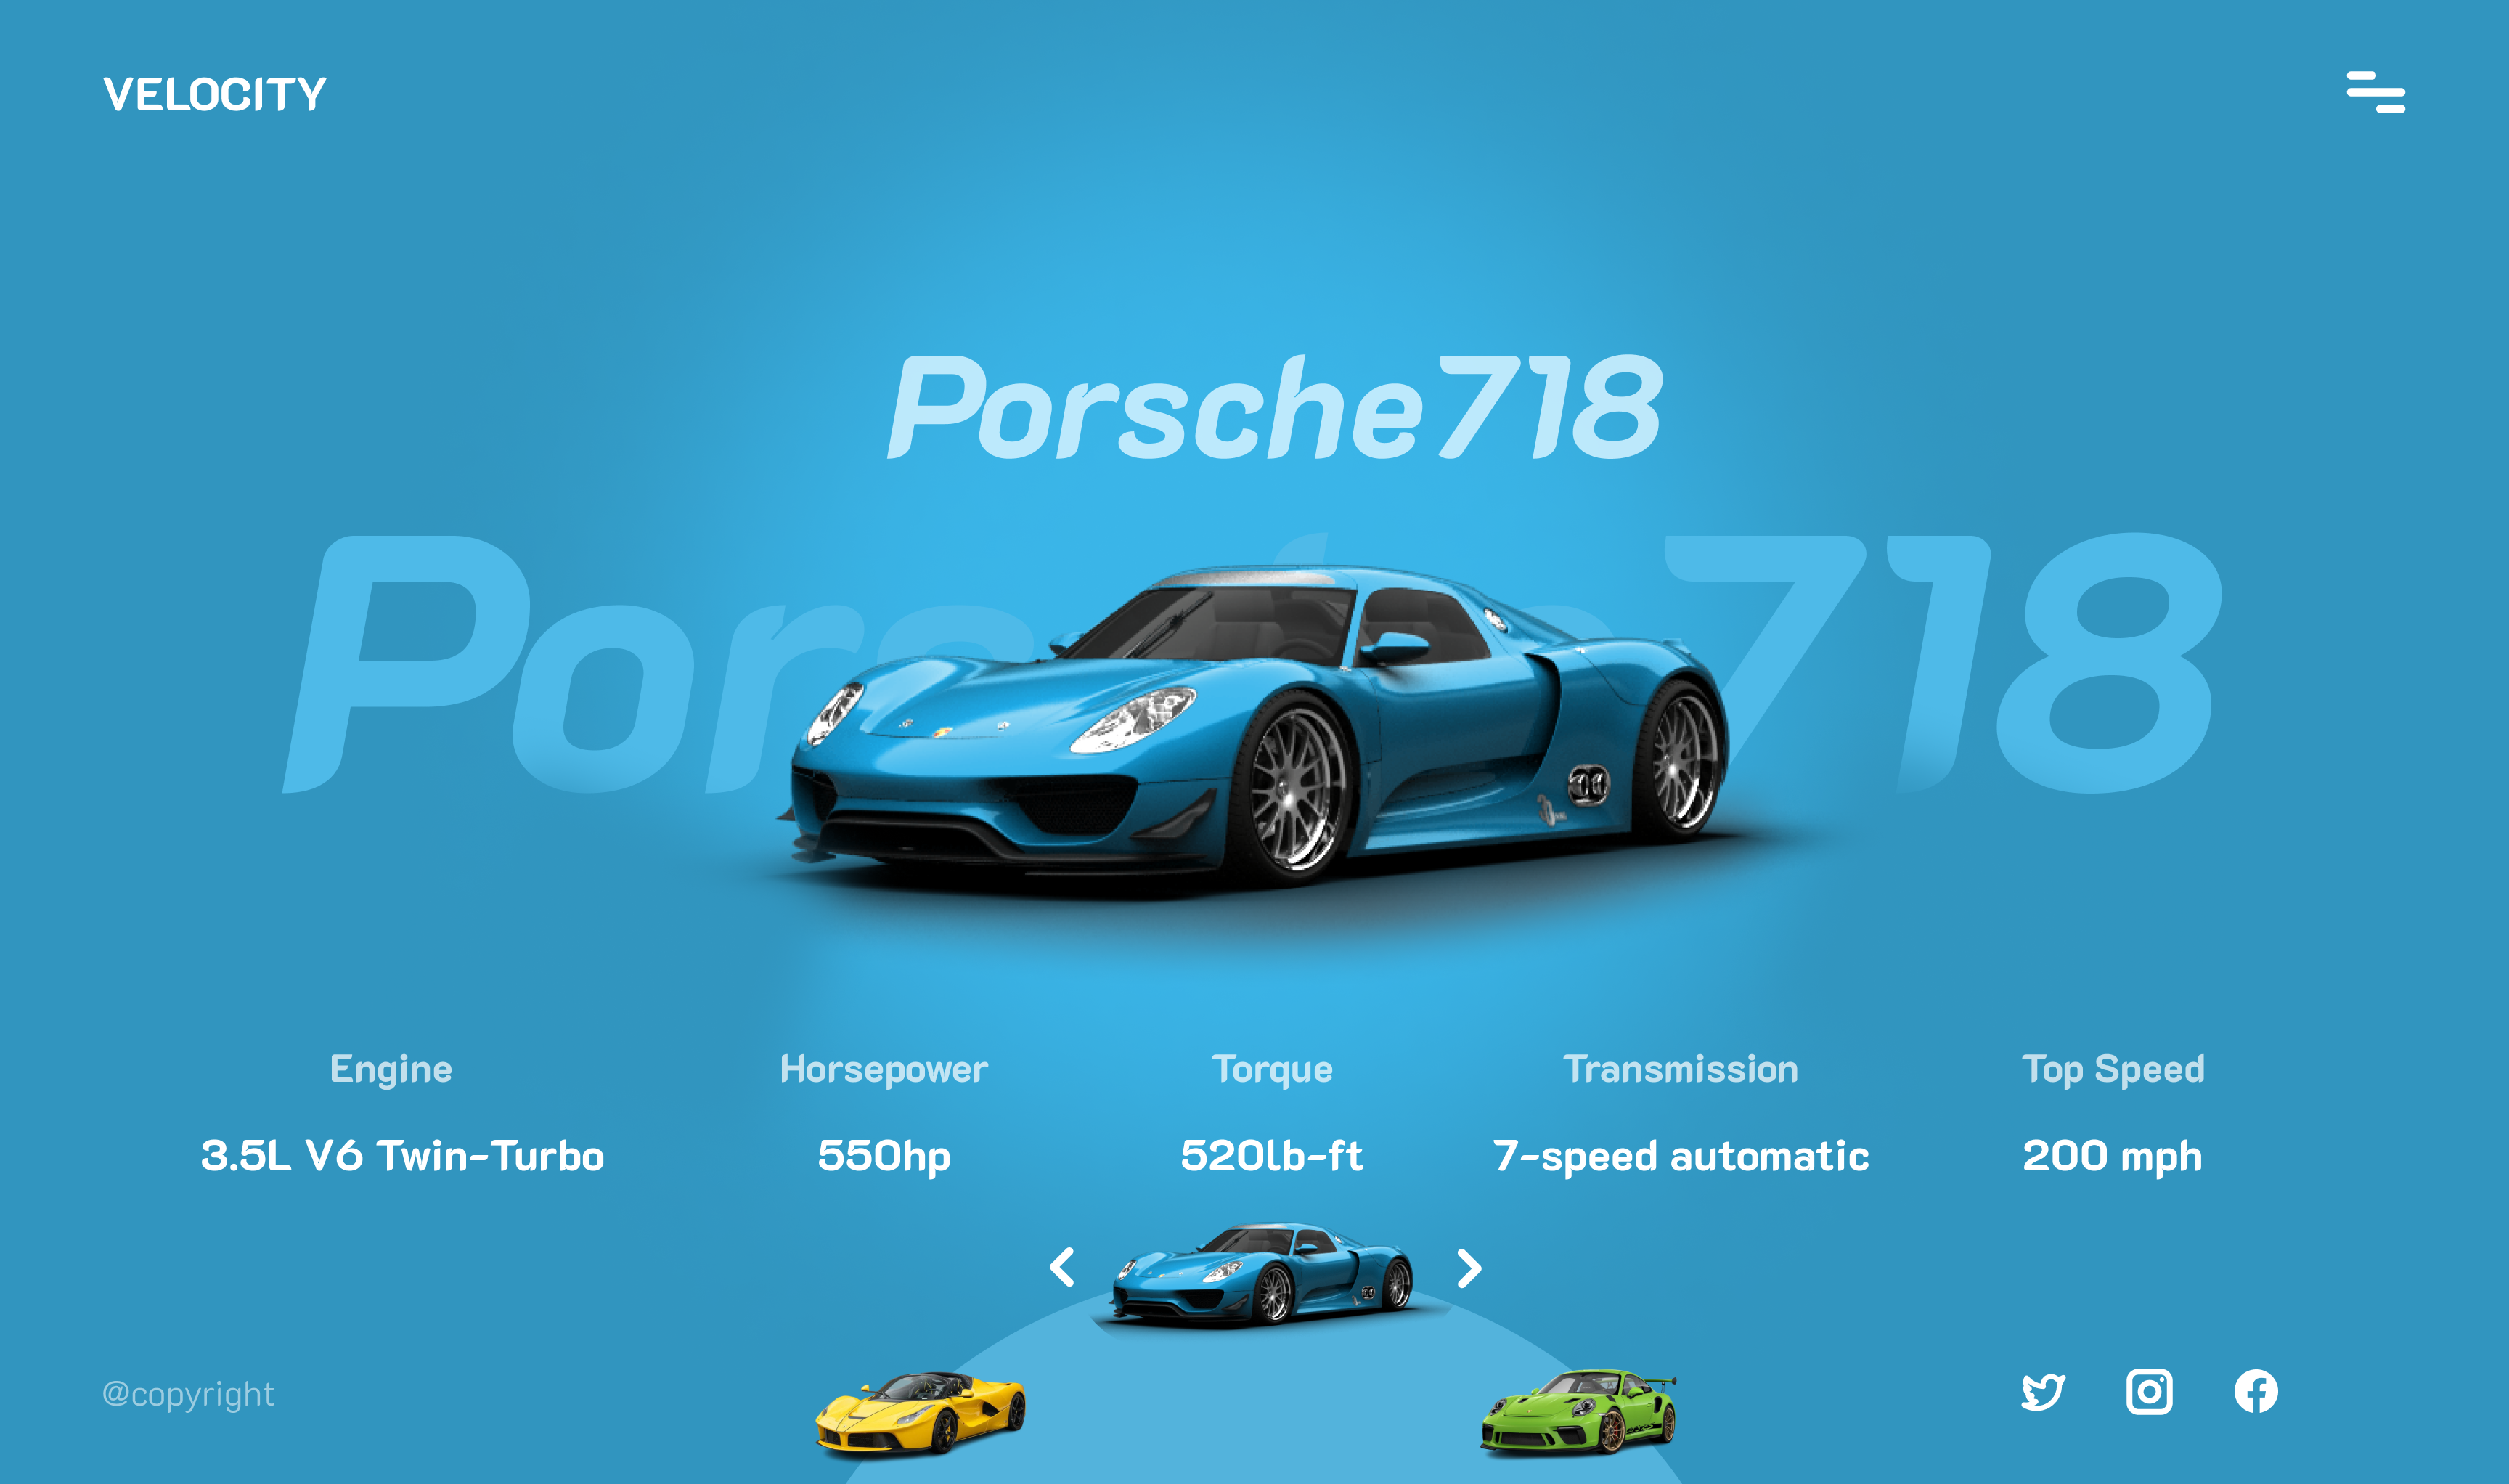 VELOCITY
Porsche718
Porsche718
Engine
Horsepower
Torque
Transmission
Top Speed
3.5L V6 Twin-Turbo
550hp
520lb-ft
7-speed automatic
200 mph
@copyright